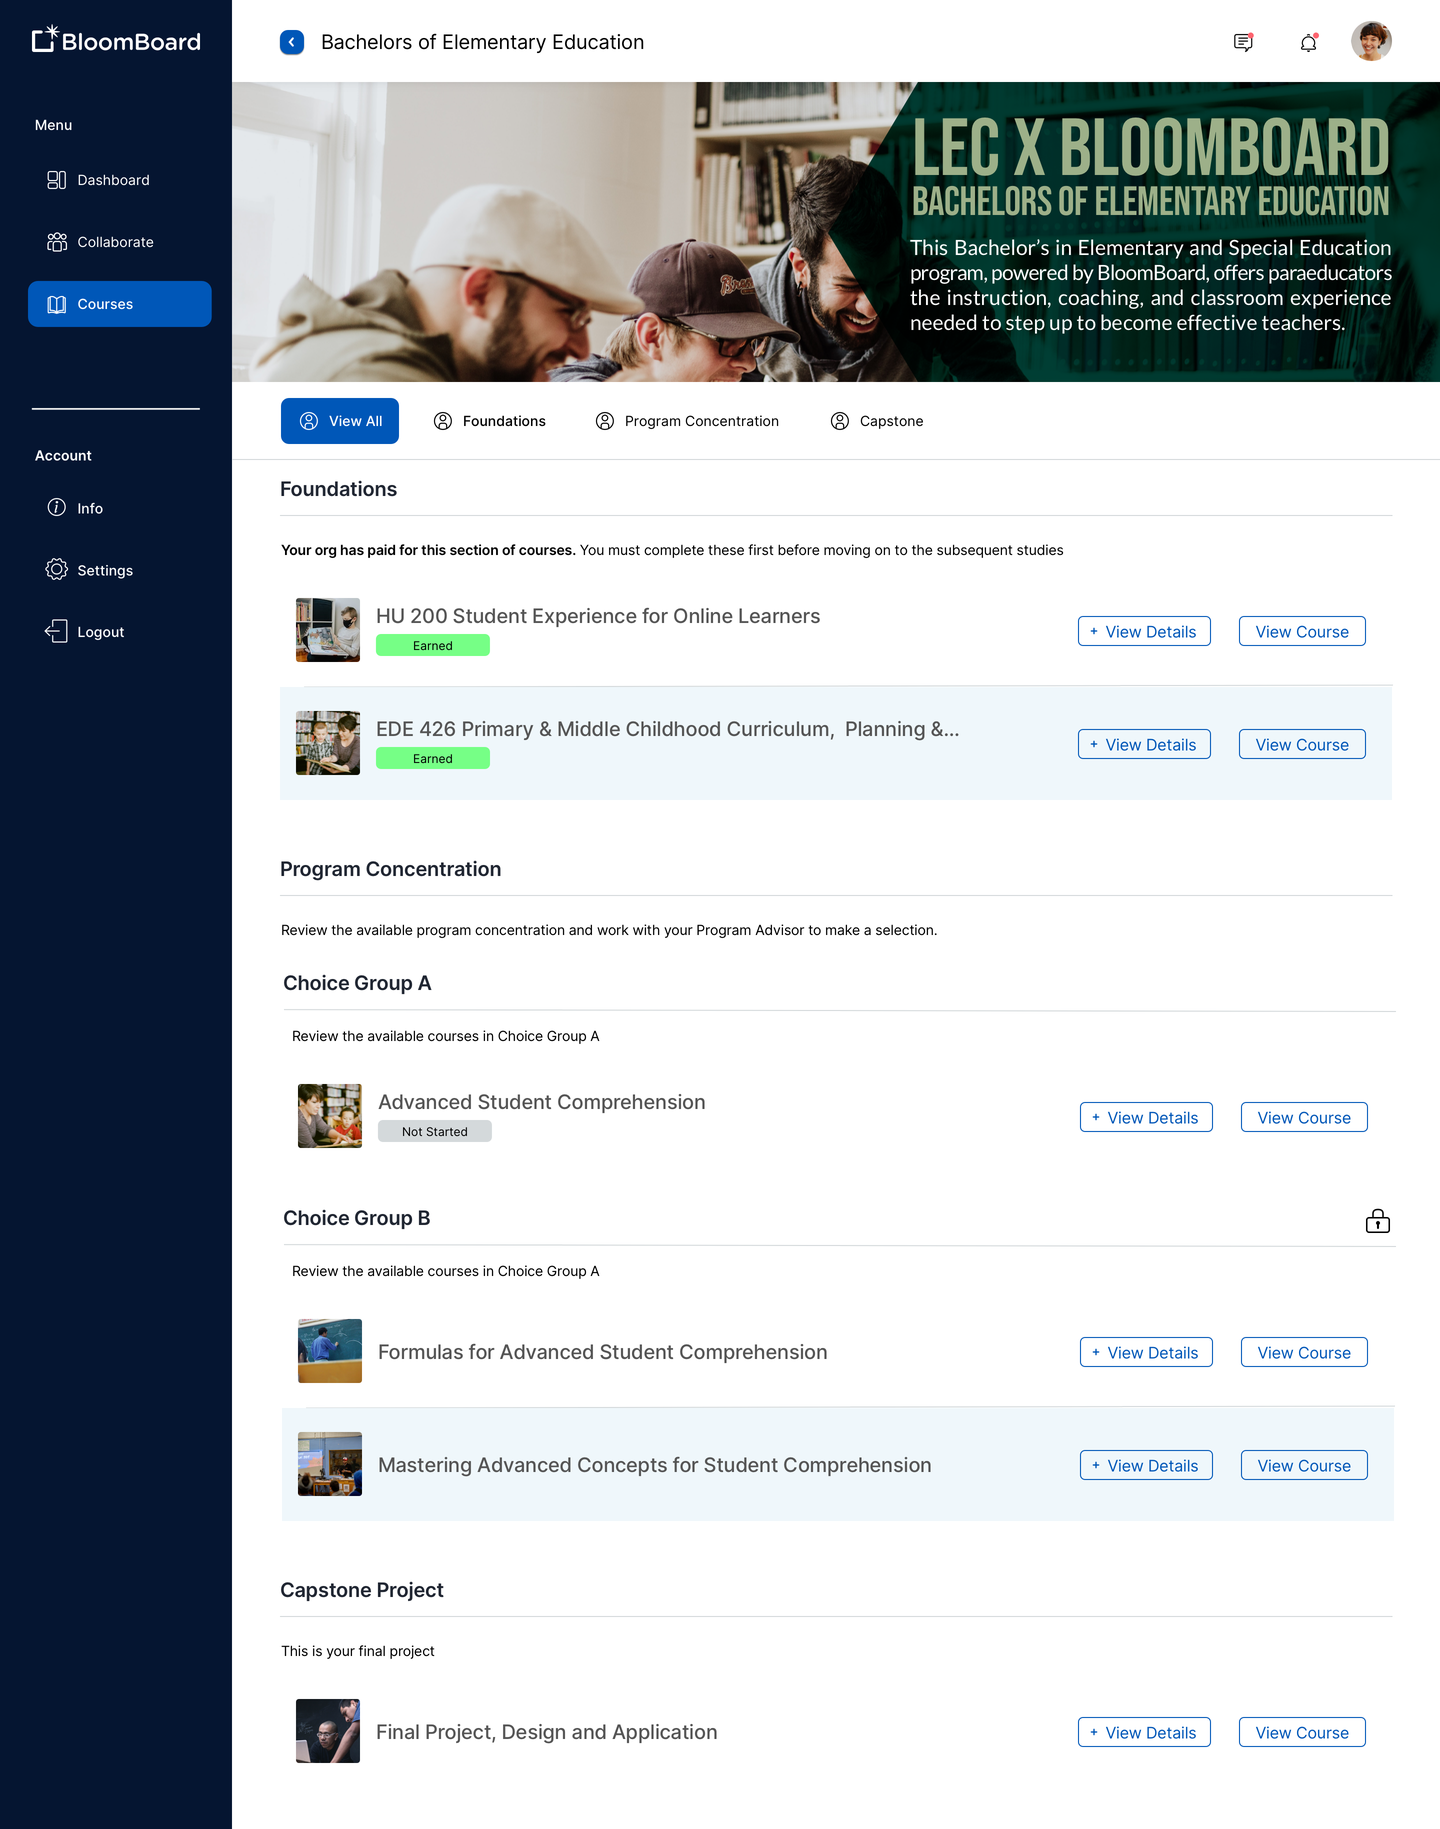 BloomBoard
Bachelors of Elementary Education
Menu
Dashboard
Collaborate
Courses
Account
Info
Settings
Logout
LEC X BLOOMBOARD
BACHELORS OF ELEMENTARY EDUCATION
This Bachelor's in Elementary and Special Education
program, powered by BloomBoard, offers paraeducators
the instruction, coaching, and classroom experience
needed to step up to become effective teachers.
View All
Foundations
Program Concentration
Capstone
Foundations
Your org has paid for this section of courses. You must complete these first before moving on to the subsequent studies
HU 200 Student Experience for Online Learners
Earned
+ View Details
View Course
EDE 426 Primary & Middle Childhood Curriculum, Planning &...
Earned
+ View Details
View Course
Program Concentration
Review the available program concentration and work with your Program Advisor to make a selection.
Choice Group A
Review the available courses in Choice Group A
Advanced Student Comprehension
Not Started
+ View Details
View Course
Choice Group B
Review the available courses in Choice Group A
Formulas for Advanced Student Comprehension
+ View Details
View Course
Mastering Advanced Concepts for Student Comprehension
+ View Details
View Course
Capstone Project
This is your final project
Final Project, Design and Application
+ View Details
View Course